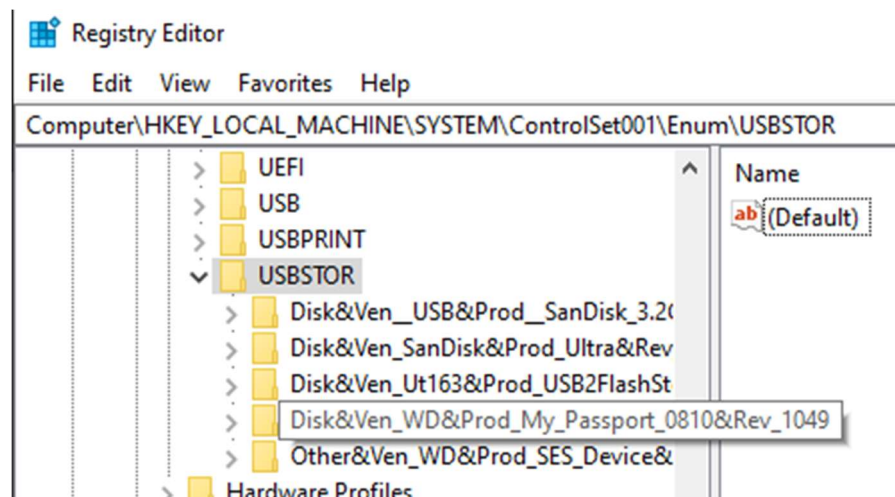 Registry Editor
File Edit View Favorites Help
Computer\HKEY_LOCAL_MACHINE\SYSTEM\ControlSet001\Enum\USBSTOR
UEFI
Name
USB
ab (Default)
USBPRINT
USBSTOR
Disk&Ven__USB&Prod__SanDisk_3.2
Disk&Ven_SanDisk&Prod_Ultra&Rev
Disk&Ven_Ut163&Prod_USB2FlashSt
Disk&Ven_WD&Prod_My_Passport_0810&Rev_1049
Other&Ven_WD&Prod_SES_Device&
Hardware Profiles